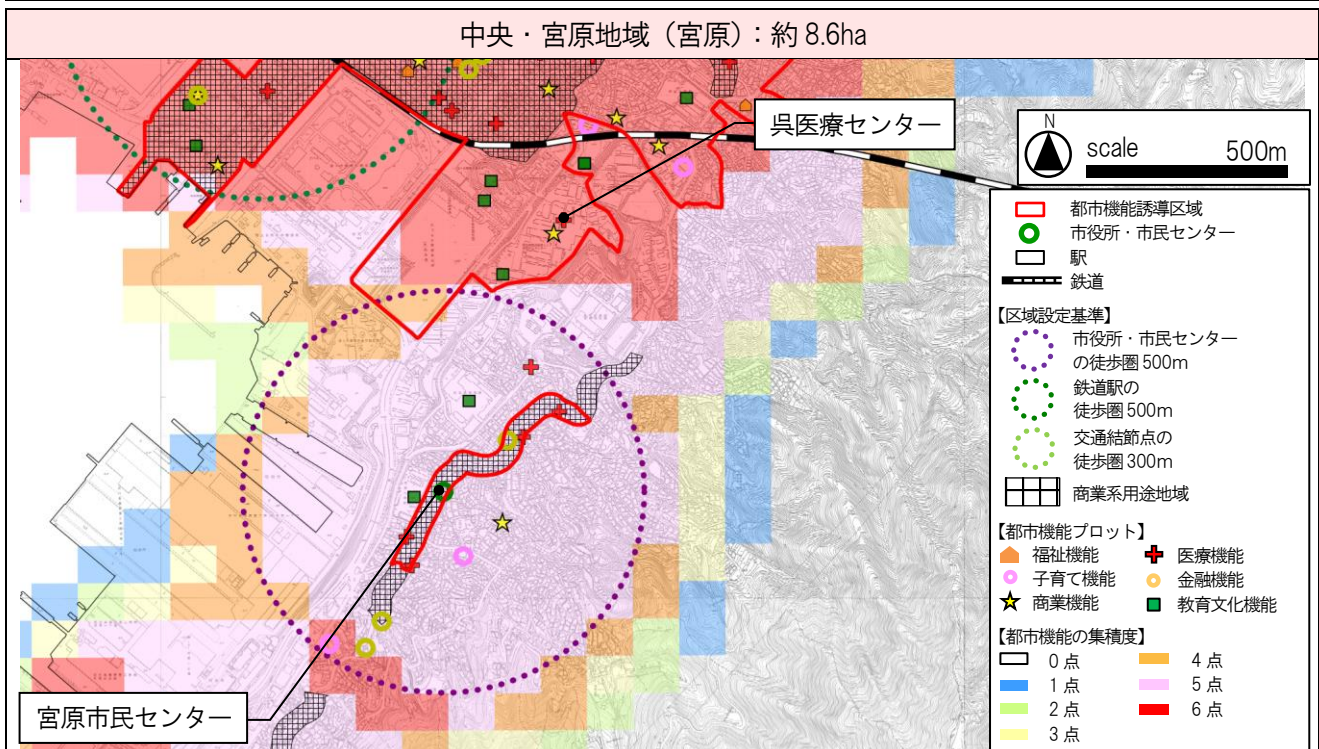 中央・宮原地域（宮原）：約 8.6ha
呉医療センター
N
scale 500m
都市機能誘導区域
市役所・市民センター
駅
鉄道
【区域設定基準】
市役所・市民センター
の徒歩圏 500m
鉄道駅の
徒歩圏 500m
交通結節点の
徒歩圏 300m
商業系用途地域
【都市機能プロット】
福祉機能 医療機能
子育て機能 金融機能
商業機能 教育文化機能
【都市機能の集積度】
0 点 4 点
1 点 5 点
2 点 6 点
3 点
宮原市民センター